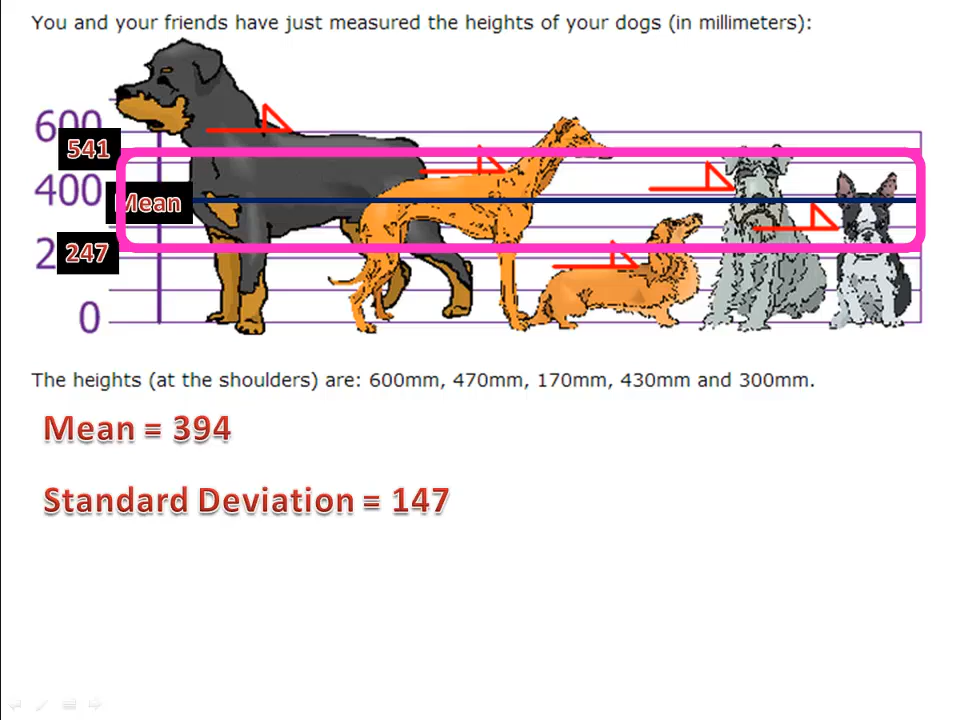 You and your friends have just measured the heights of your dogs (in millimeters):
600
541
400
Mean
2
247
0
The heights (at the shoulders) are: 600mm, 470mm, 170mm, 430mm and 300mm.
Mean = 394
Standard Deviation = 147